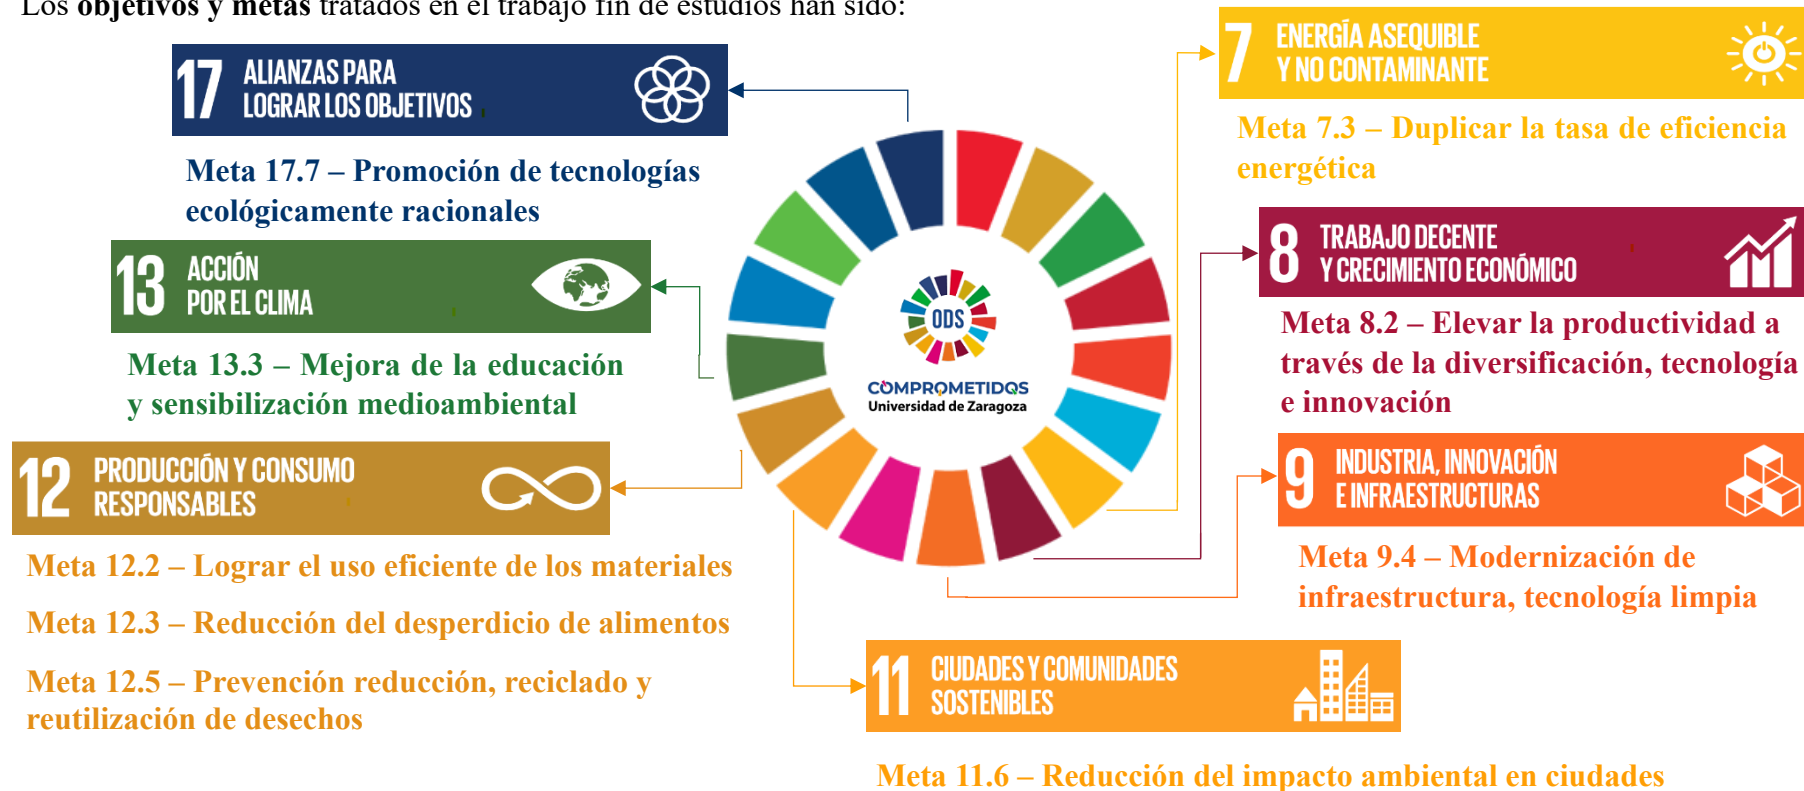 Los objetivos y metas tratados en el trabajo fin de estudios han sido:
17 ALIANZAS PARA
LOGRAR LOS OBJETIVOS
Meta 17.7 – Promoción de tecnologías
ecológicamente racionales
13 ACCIÓN
POR EL CLIMA
Meta 13.3 – Mejora de la educación
y sensibilización medioambiental
12 PRODUCCIÓN Y CONSUMO
RESPONSABLES
Meta 12.2 – Lograr el uso eficiente de los materiales
Meta 12.3 – Reducción del desperdicio de alimentos
Meta 12.5 – Prevención reducción, reciclado y
reutilización de desechos
ODS
COMPROMETIDOS
Universidad de Zaragoza
7 ENERGÍA ASEQUIBLE
Y NO CONTAMINANTE
Meta 7.3 – Duplicar la tasa de eficiencia
energética
8 TRABAJO DECENTE
Y CRECIMIENTO ECONÓMICO
Meta 8.2 – Elevar la productividad a
través de la diversificación, tecnología
e innovación
9 INDUSTRIA, INNOVACIÓN
E INFRAESTRUCTURAS
Meta 9.4 – Modernización de
infraestructura, tecnología limpia
11 CIUDADES Y COMUNIDADES
SOSTENIBLES
Meta 11.6 – Reducción del impacto ambiental en ciudades